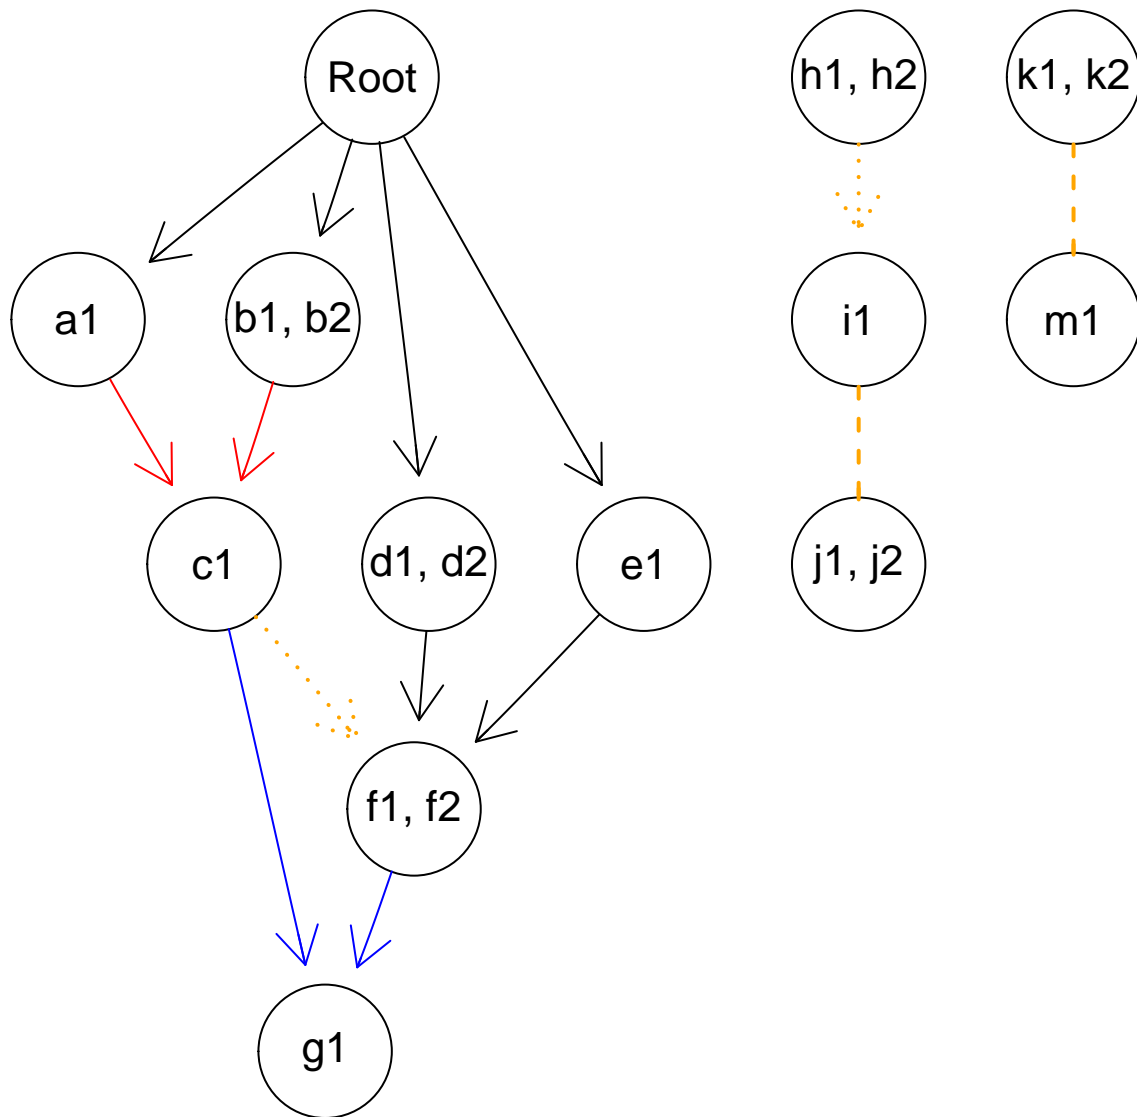 Root
h1, h2
k1, k2
a1
b1, b2
i1
m1
c1
d1, d2
e1
j1, j2
f1, f2
g1